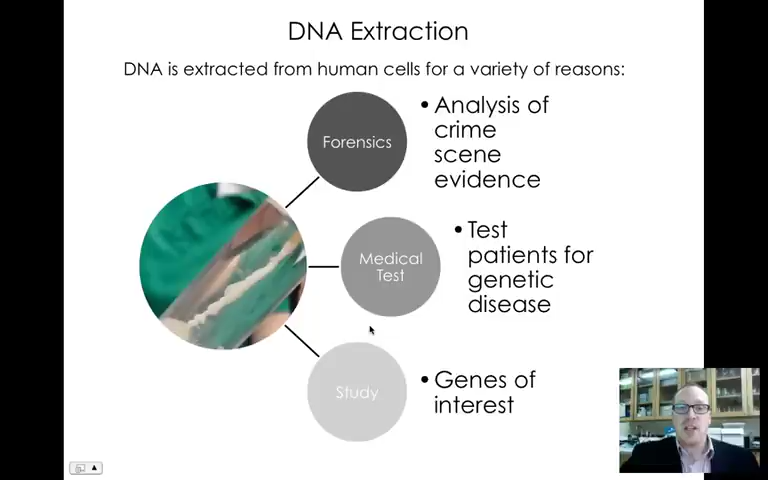 DNA Extraction
DNA is extracted from human cells for a variety of reasons:
Forensics
• Analysis of
crime
scene
evidence
Medical
Test
• Test
patients for
genetic
disease
Study
• Genes of
interest